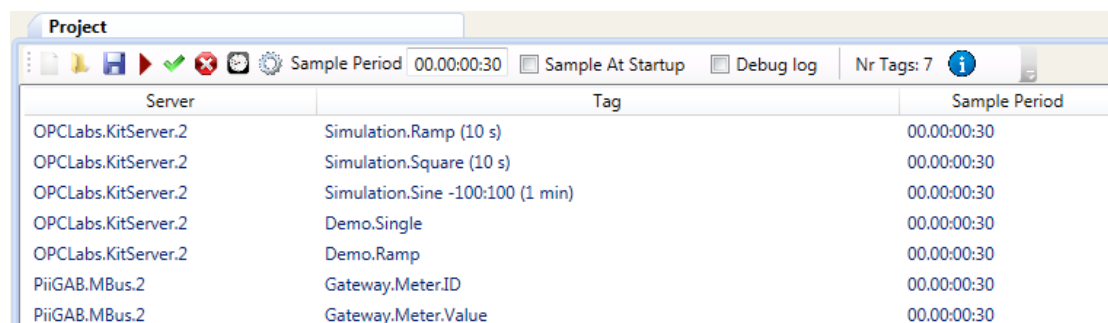 Project
Sample Period 00.00:00:30 Sample At Startup Debug log Nr Tags: 7
Server Tag Sample Period
OPCLabs.KitServer.2 Simulation.Ramp (10 s) 00.00:00:30
OPCLabs.KitServer.2 Simulation.Square (10 s) 00.00:00:30
OPCLabs.KitServer.2 Simulation.Sine -100:100 (1 min) 00.00:00:30
OPCLabs.KitServer.2 Demo.Single 00.00:00:30
OPCLabs.KitServer.2 Demo.Ramp 00.00:00:30
PiiGAB.MBus.2 Gateway.Meter.ID 00.00:00:30
PiiGAB.MBus.2 Gateway.Meter.Value 00.00:00:30